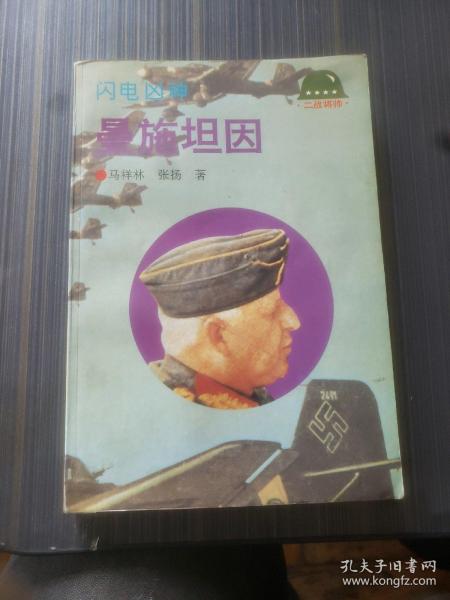 闪电凶神
曼施坦因
马祥林 张扬 著
·二战将帅·
2491
孔夫子旧书网
www.kongfz.com